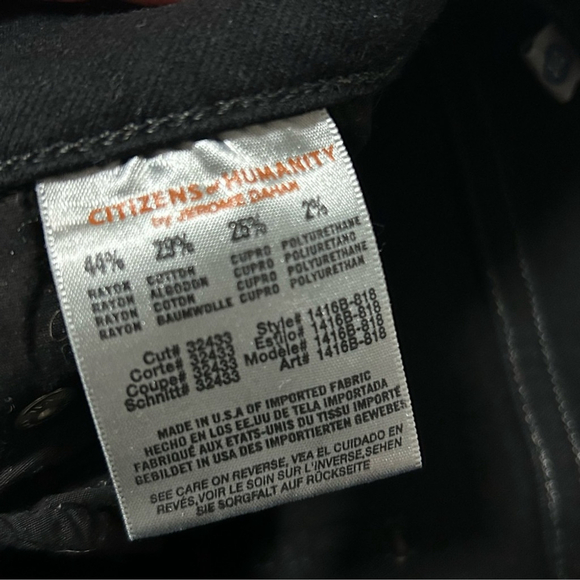 CITIZENS of HUMANITY
by JEROME DAHAN
44% 29% 25% 2%
RAYON COTTON CUPRO POLYURETHANE
RAYON ALGODON CUPRO POLYURETANO
RAYON COTON CUPRO POLYURETHAN
RAYON BAUMWOLLE CUPRO
Cut# 32433 Style# 1416B-818
Corte# 32433 Estilo# 1416B-818
Coupe# 32433 Modele# 1416B-818
Schnitt# 32433 Art# 1416B-818
MADE IN U.S.A OF IMPORTED FABRIC
HECHO EN LOS EE.UU DE TELA IMPORTADA
FABRIQUÉ AUX ETATS-UNIS DU TISSU IMPORTÉ
GEBILDET IN USA DES IMPORTIERTEN GEWEBES
SEE CARE ON REVERSE, VEA EL CUIDADO EN
REVÉS, VOIR LE SOIN SUR L'INVERSE, SEHEN
SIE SORGFALT AUF RÜCKSEITE